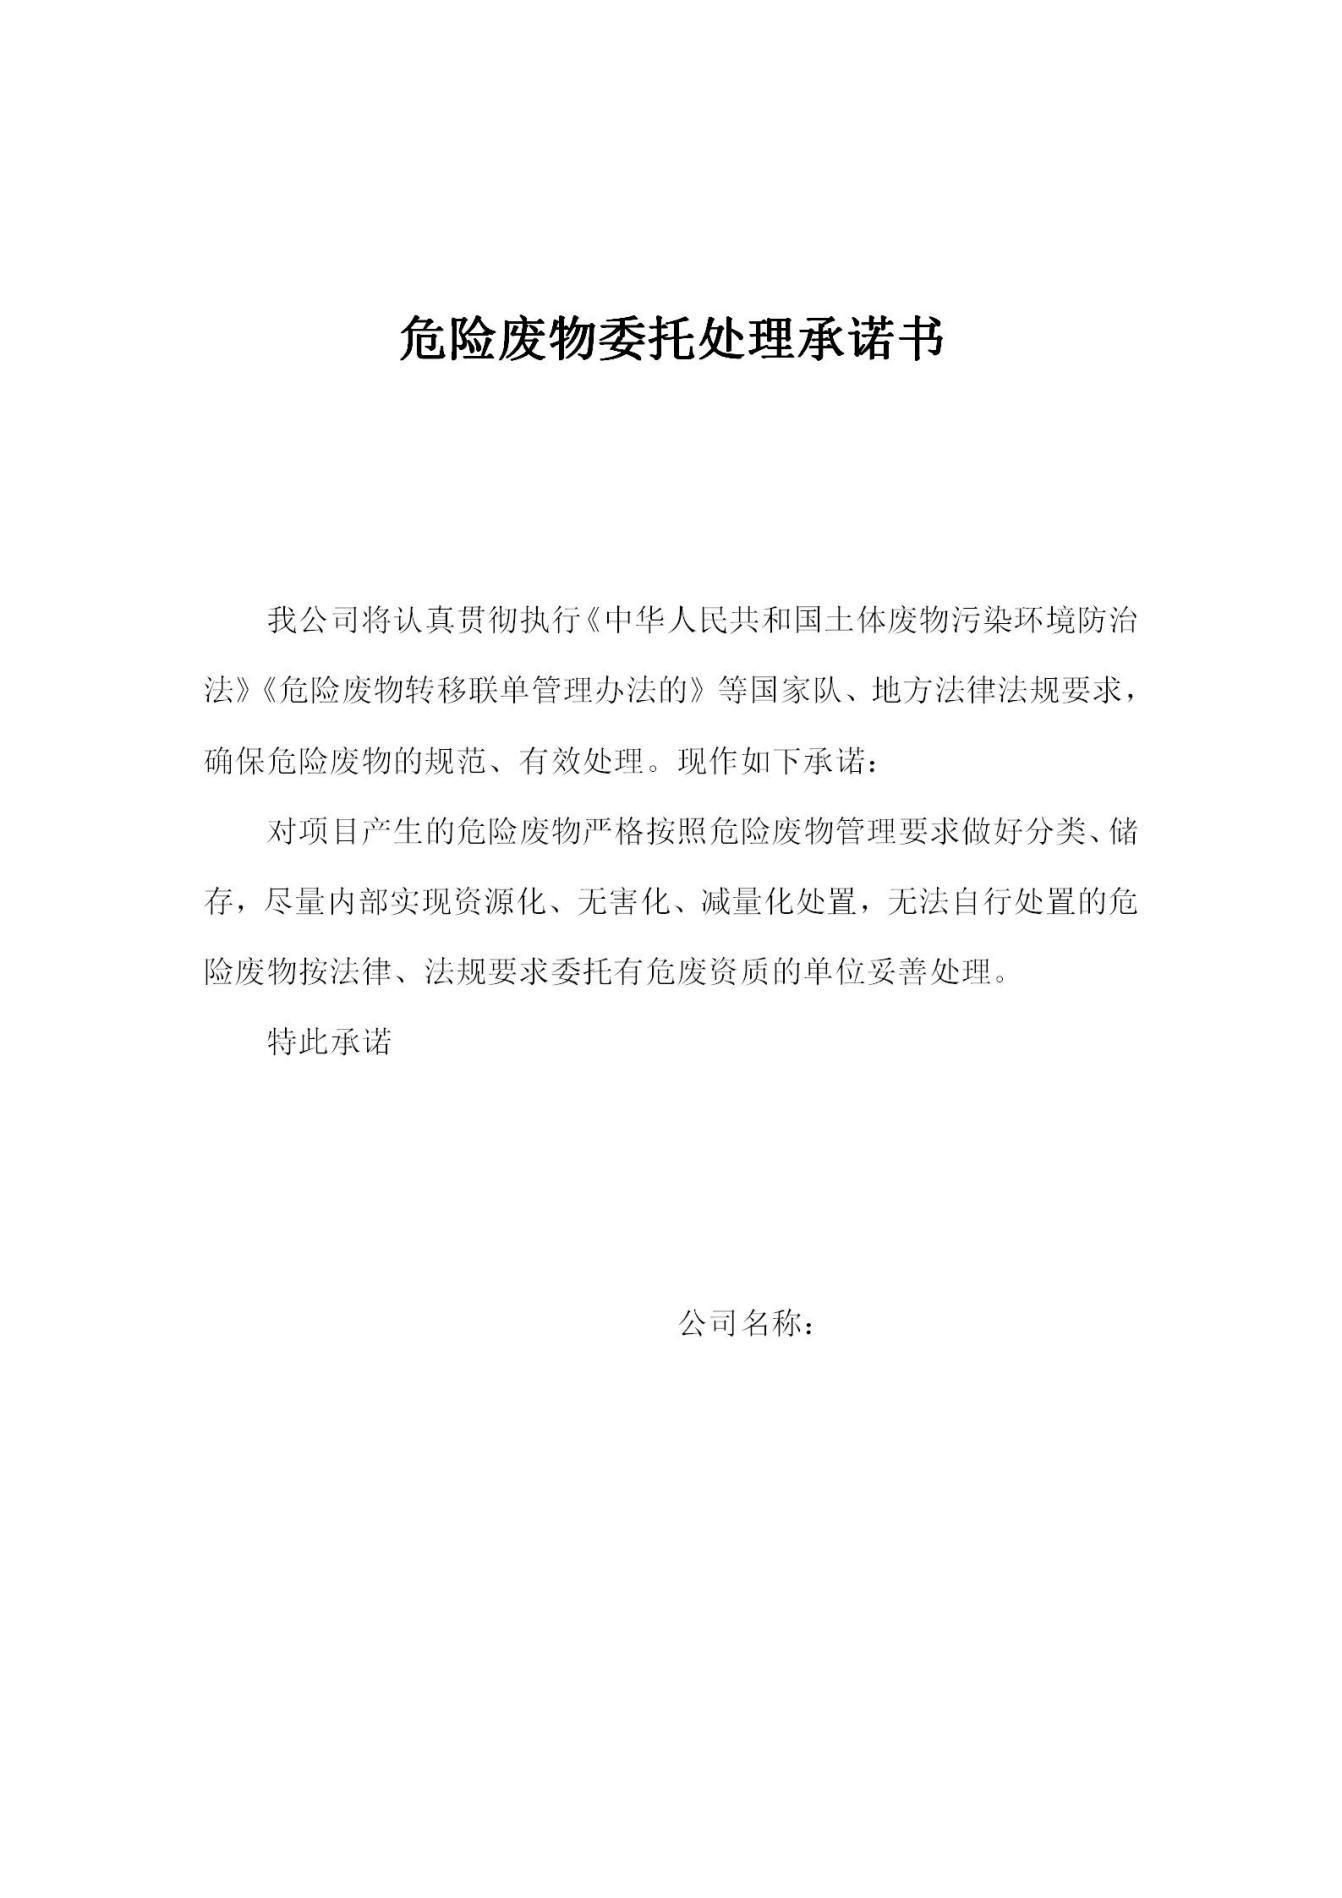 危险废物委托处理承诺书
我公司将认真贯彻执行《中华人民共和国土体废物污染环境防治
法》《危险废物转移联单管理办法的》等国家队、地方法律法规要求，
确保危险废物的规范、有效处理。现作如下承诺：
对项目产生的危险废物严格按照危险废物管理要求做好分类、储
存，尽量内部实现资源化、无害化、减量化处置，无法自行处置的危
险废物按法律、法规要求委托有危废资质的单位妥善处理。
特此承诺
公司名称：